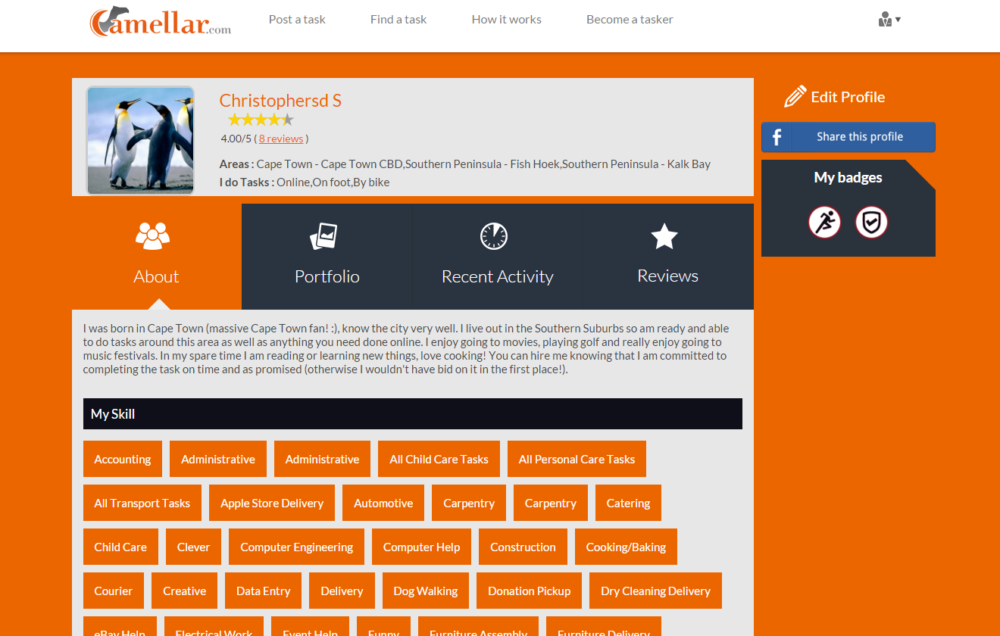 Camellar.com
Post a task Find a task How it works Become a tasker
Christophersd S
4.00/5 ( 8 reviews )
Areas : Cape Town - Cape Town CBD,Southern Peninsula - Fish Hoek,Southern Peninsula - Kalk Bay
I do Tasks : Online,On foot,By bike
Edit Profile
f Share this profile
My badges
About Portfolio Recent Activity Reviews
I was born in Cape Town (massive Cape Town fan! :), know the city very well. I live out in the Southern Suburbs so am ready and able
to do tasks around this area as well as anything you need done online. I enjoy going to movies, playing golf and really enjoy going to
music festivals. In my spare time I am reading or learning new things, love cooking! You can hire me knowing that I am committed to
completing the task on time and as promised (otherwise I wouldn't have bid on it in the first place!).
My Skill
Accounting Administrative Administrative All Child Care Tasks All Personal Care Tasks
All Transport Tasks Apple Store Delivery Automotive Carpentry Carpentry Catering
Child Care Clever Computer Engineering Computer Help Construction Cooking/Baking
Courier Creative Data Entry Delivery Dog Walking Donation Pickup Dry Cleaning Delivery
eBay Help Electrical Work Event Help Funny Furniture Assembly Furniture Delivery